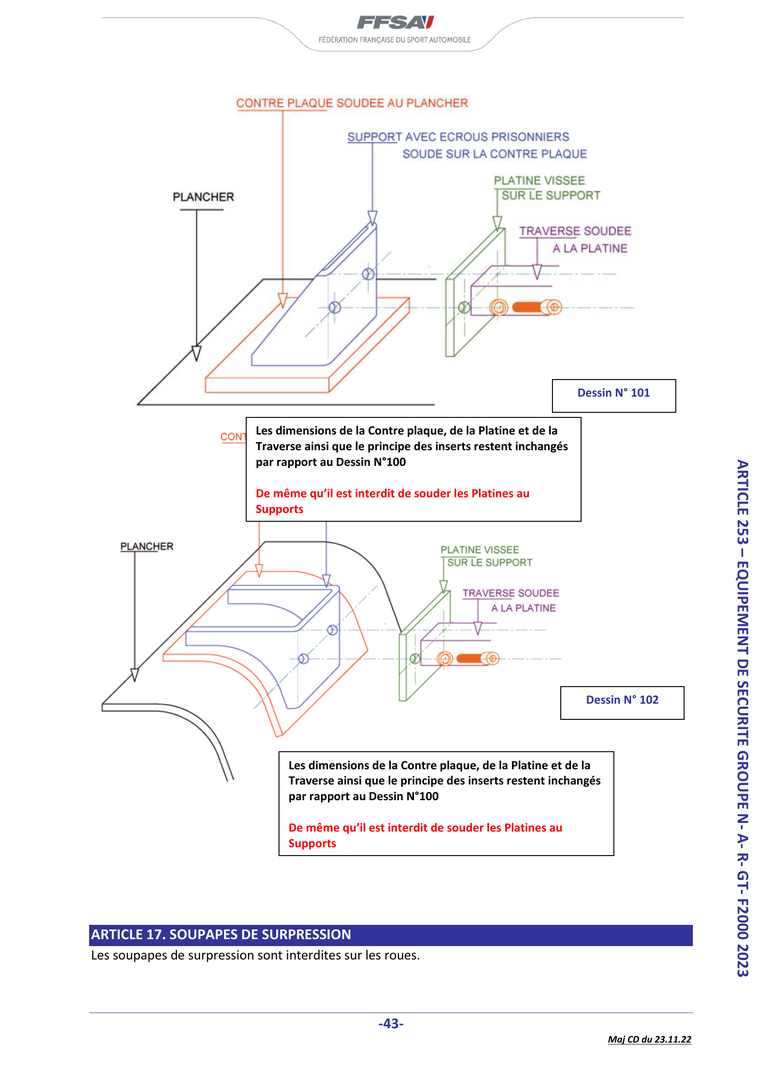 FFSA
FÉDÉRATION FRANÇAISE DU SPORT AUTOMOBILE
CONTRE PLAQUE SOUDEE AU PLANCHER
SUPPORT AVEC ECROUS PRISONNIERS
SOUDE SUR LA CONTRE PLAQUE
PLATINE VISSEE
SUR LE SUPPORT
PLANCHER
TRAVERSE SOUDEE
A LA PLATINE
Dessin N° 101
Les dimensions de la Contre plaque, de la Platine et de la
Traverse ainsi que le principe des inserts restent inchangés
par rapport au Dessin N°100
De même qu'il est interdit de souder les Platines au
Supports
CONT
PLANCHER
PLATINE VISSEE
SUR LE SUPPORT
TRAVERSE SOUDEE
A LA PLATINE
Dessin N° 102
Les dimensions de la Contre plaque, de la Platine et de la
Traverse ainsi que le principe des inserts restent inchangés
par rapport au Dessin N°100
De même qu'il est interdit de souder les Platines au
Supports
ARTICLE 253 – EQUIPEMENT DE SECURITE GROUPE N- A- R- GT- F2000 2023
ARTICLE 17. SOUPAPES DE SURPRESSION
Les soupapes de surpression sont interdites sur les roues.
-43-
Maj CD du 23.11.22